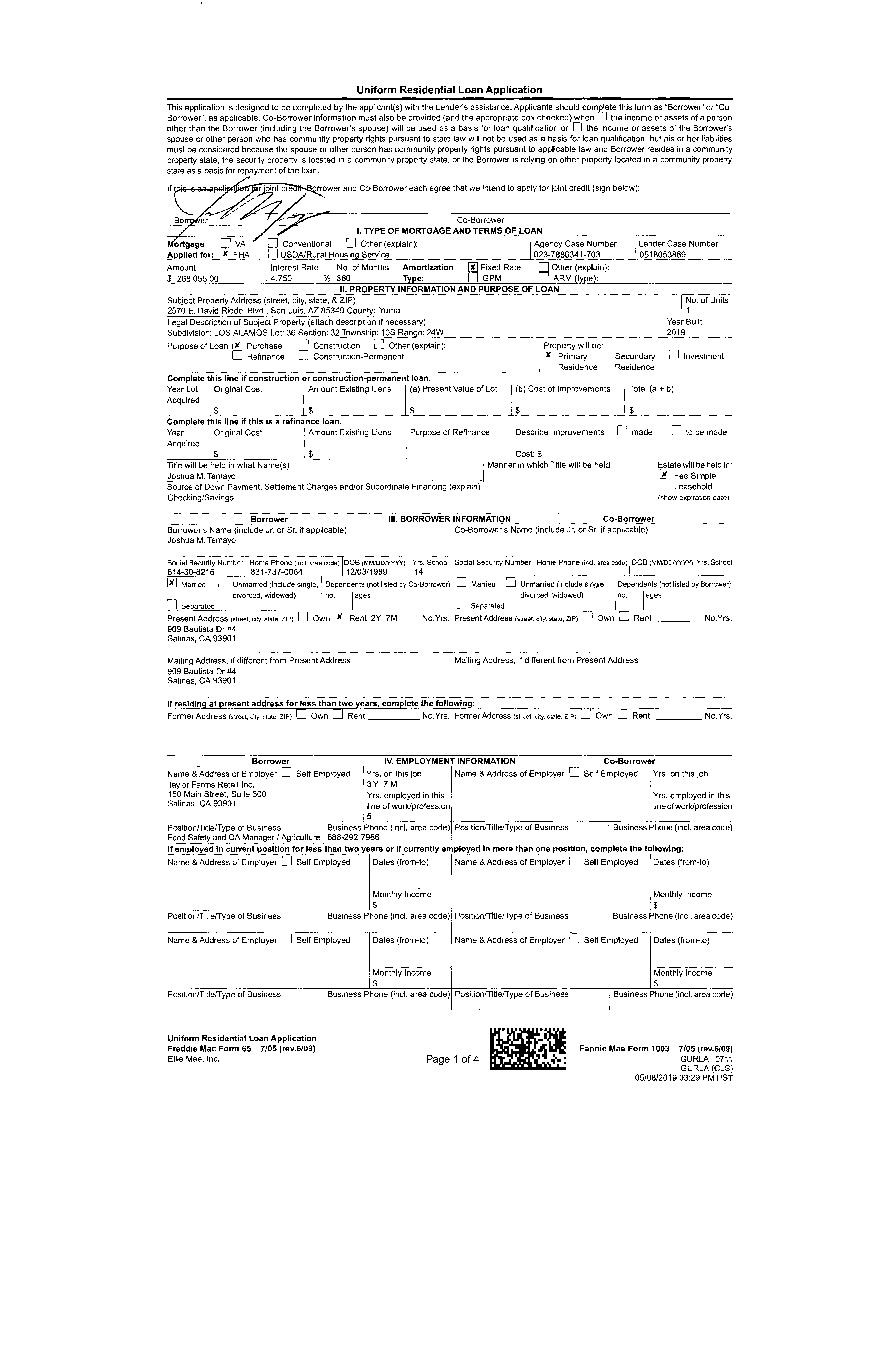 Uniform Residential Loan Application
This application is designed to be completed by the applicant(s) with the Lender's assistance. Applicants should complete this form as "Borrower" or "Co-
Borrower", as applicable. Co-Borrower information must also be provided (and the appropriate box checked) when the income or assets of a person
other than the Borrower (including the Borrower's spouse) will be used as a basis for loan qualification or the income or assets of the Borrower's
spouse or other person who has community property rights pursuant to state law will not be used as a basis for loan qualification, but his or her liabilities
must be considered because the spouse or other person has community property rights pursuant to applicable law and Borrower resides in a community
property state, the security property is located in a community property state, or the Borrower is relying on other property located in a community property
state as a basis for repayment of the loan.
If this is an application for joint credit, Borrower and Co-Borrower each agree that we intend to apply for joint credit (sign below):
Borrower Co-Borrower
I. TYPE OF MORTGAGE AND TERMS OF LOAN
Mortgage VA Conventional Other (explain): Agency Case Number Lender Case Number
Applied for: X FHA USDA/Rural Housing Service 023-7880341-703
Amount Interest Rate No. of Months Amortization X Fixed Rate Other (explain):
$ 268,055.00 4.750 % 360 Type: GPM ARM (type):
II. PROPERTY INFORMATION AND PURPOSE OF LOAN
Subject Property Address (street, city, state, & ZIP) No. of Units
San Luis, AZ 85349 County: Yuma 1
Legal Description of Subject Property (attach description if necessary) Year Built
Subdivision: LOS ALAMOS Lot: 36 Section: 32 Township: 10S Range: 24W 2019
Purpose of Loan X Purchase Construction Other (explain): Property will be:
Refinance Construction-Permanent X Primary Secondary Investment
Residence Residence
Complete this line if construction or construction-permanent loan.
Year Lot Original Cost Amount Existing Liens (a) Present Value of Lot (b) Cost of Improvements Total (a + b)
Acquired
$ $ $ $ $
Complete this line if this is a refinance loan.
Year Original Cost Amount Existing Liens Purpose of Refinance Describe Improvements made to be made
Acquired
$ $ Cost: $
Title will be held in what Name(s) Manner in which Title will be held Estate will be held in:
Joshua M. Tamayo X Fee Simple
Source of Down Payment, Settlement Charges and/or Subordinate Financing (explain) Leasehold
Checking/Savings (show expiration date)
Borrower III. BORROWER INFORMATION Co-Borrower
Borrower's Name (include Jr. or Sr. if applicable) Co-Borrower's Name (include Jr. or Sr. if applicable)
Joshua M. Tamayo
Social Security Number Home Phone (incl. area code) DOB (MM/DD/YYYY) Yrs. School Social Security Number Home Phone (incl. area code) DOB (MM/DD/YYYY) Yrs. School
614-30-8216 831-737-0064 12/03/1989 14
X Married Unmarried (include single, Dependents (not listed by Co-Borrower) Married Unmarried (include single, Dependents (not listed by Borrower)
divorced, widowed) no. ages divorced, widowed) no. ages
Separated Separated
Present Address (street, city, state, ZIP) Own X Rent 2Y 7M No.Yrs. Present Address (street, city, state, ZIP) Own Rent No.Yrs.
909 Bautista Dr #4
Salinas, CA 93901
Mailing Address, if different from Present Address Mailing Address, if different from Present Address
909 Bautista Dr #4
Salinas, CA 93901
If residing at present address for less than two years, complete the following:
Former Address (street, city, state, ZIP) Own Rent No.Yrs. Former Address (street, city, state, ZIP) Own Rent No.Yrs.
Borrower IV. EMPLOYMENT INFORMATION Co-Borrower
Name & Address of Employer Self Employed Yrs. on this job Name & Address of Employer Self Employed Yrs. on this job
Taylor Farms Retail Inc. 3Y 7M
150 Main Street, Suite 500 Yrs. employed in this Yrs. employed in this
Salinas, CA 93901 line of work/profession line of work/profession
5
Position/Title/Type of Business Business Phone (incl. area code) Position/Title/Type of Business Business Phone (incl. area code)
Food Safety and QA Manager / Agriculture 888-292-7966
If employed in current position for less than two years or if currently employed in more than one position, complete the following:
Name & Address of Employer Self Employed Dates (from-to) Name & Address of Employer Self Employed Dates (from-to)
Monthly Income Monthly Income
$ $
Position/Title/Type of Business Business Phone (incl. area code) Position/Title/Type of Business Business Phone (incl. area code)
Name & Address of Employer Self Employed Dates (from-to) Name & Address of Employer Self Employed Dates (from-to)
Monthly Income Monthly Income
$ $
Position/Title/Type of Business Business Phone (incl. area code) Position/Title/Type of Business Business Phone (incl. area code)
Uniform Residential Loan Application
Freddie Mac Form 65 7/05 (rev.6/09) Fannie Mae Form 1003 7/05 (rev.6/09)
Ellie Mae, Inc. Page 1 of 4 GURLA
GURLA (CLS)
05/08/2019 03:29 PM PST